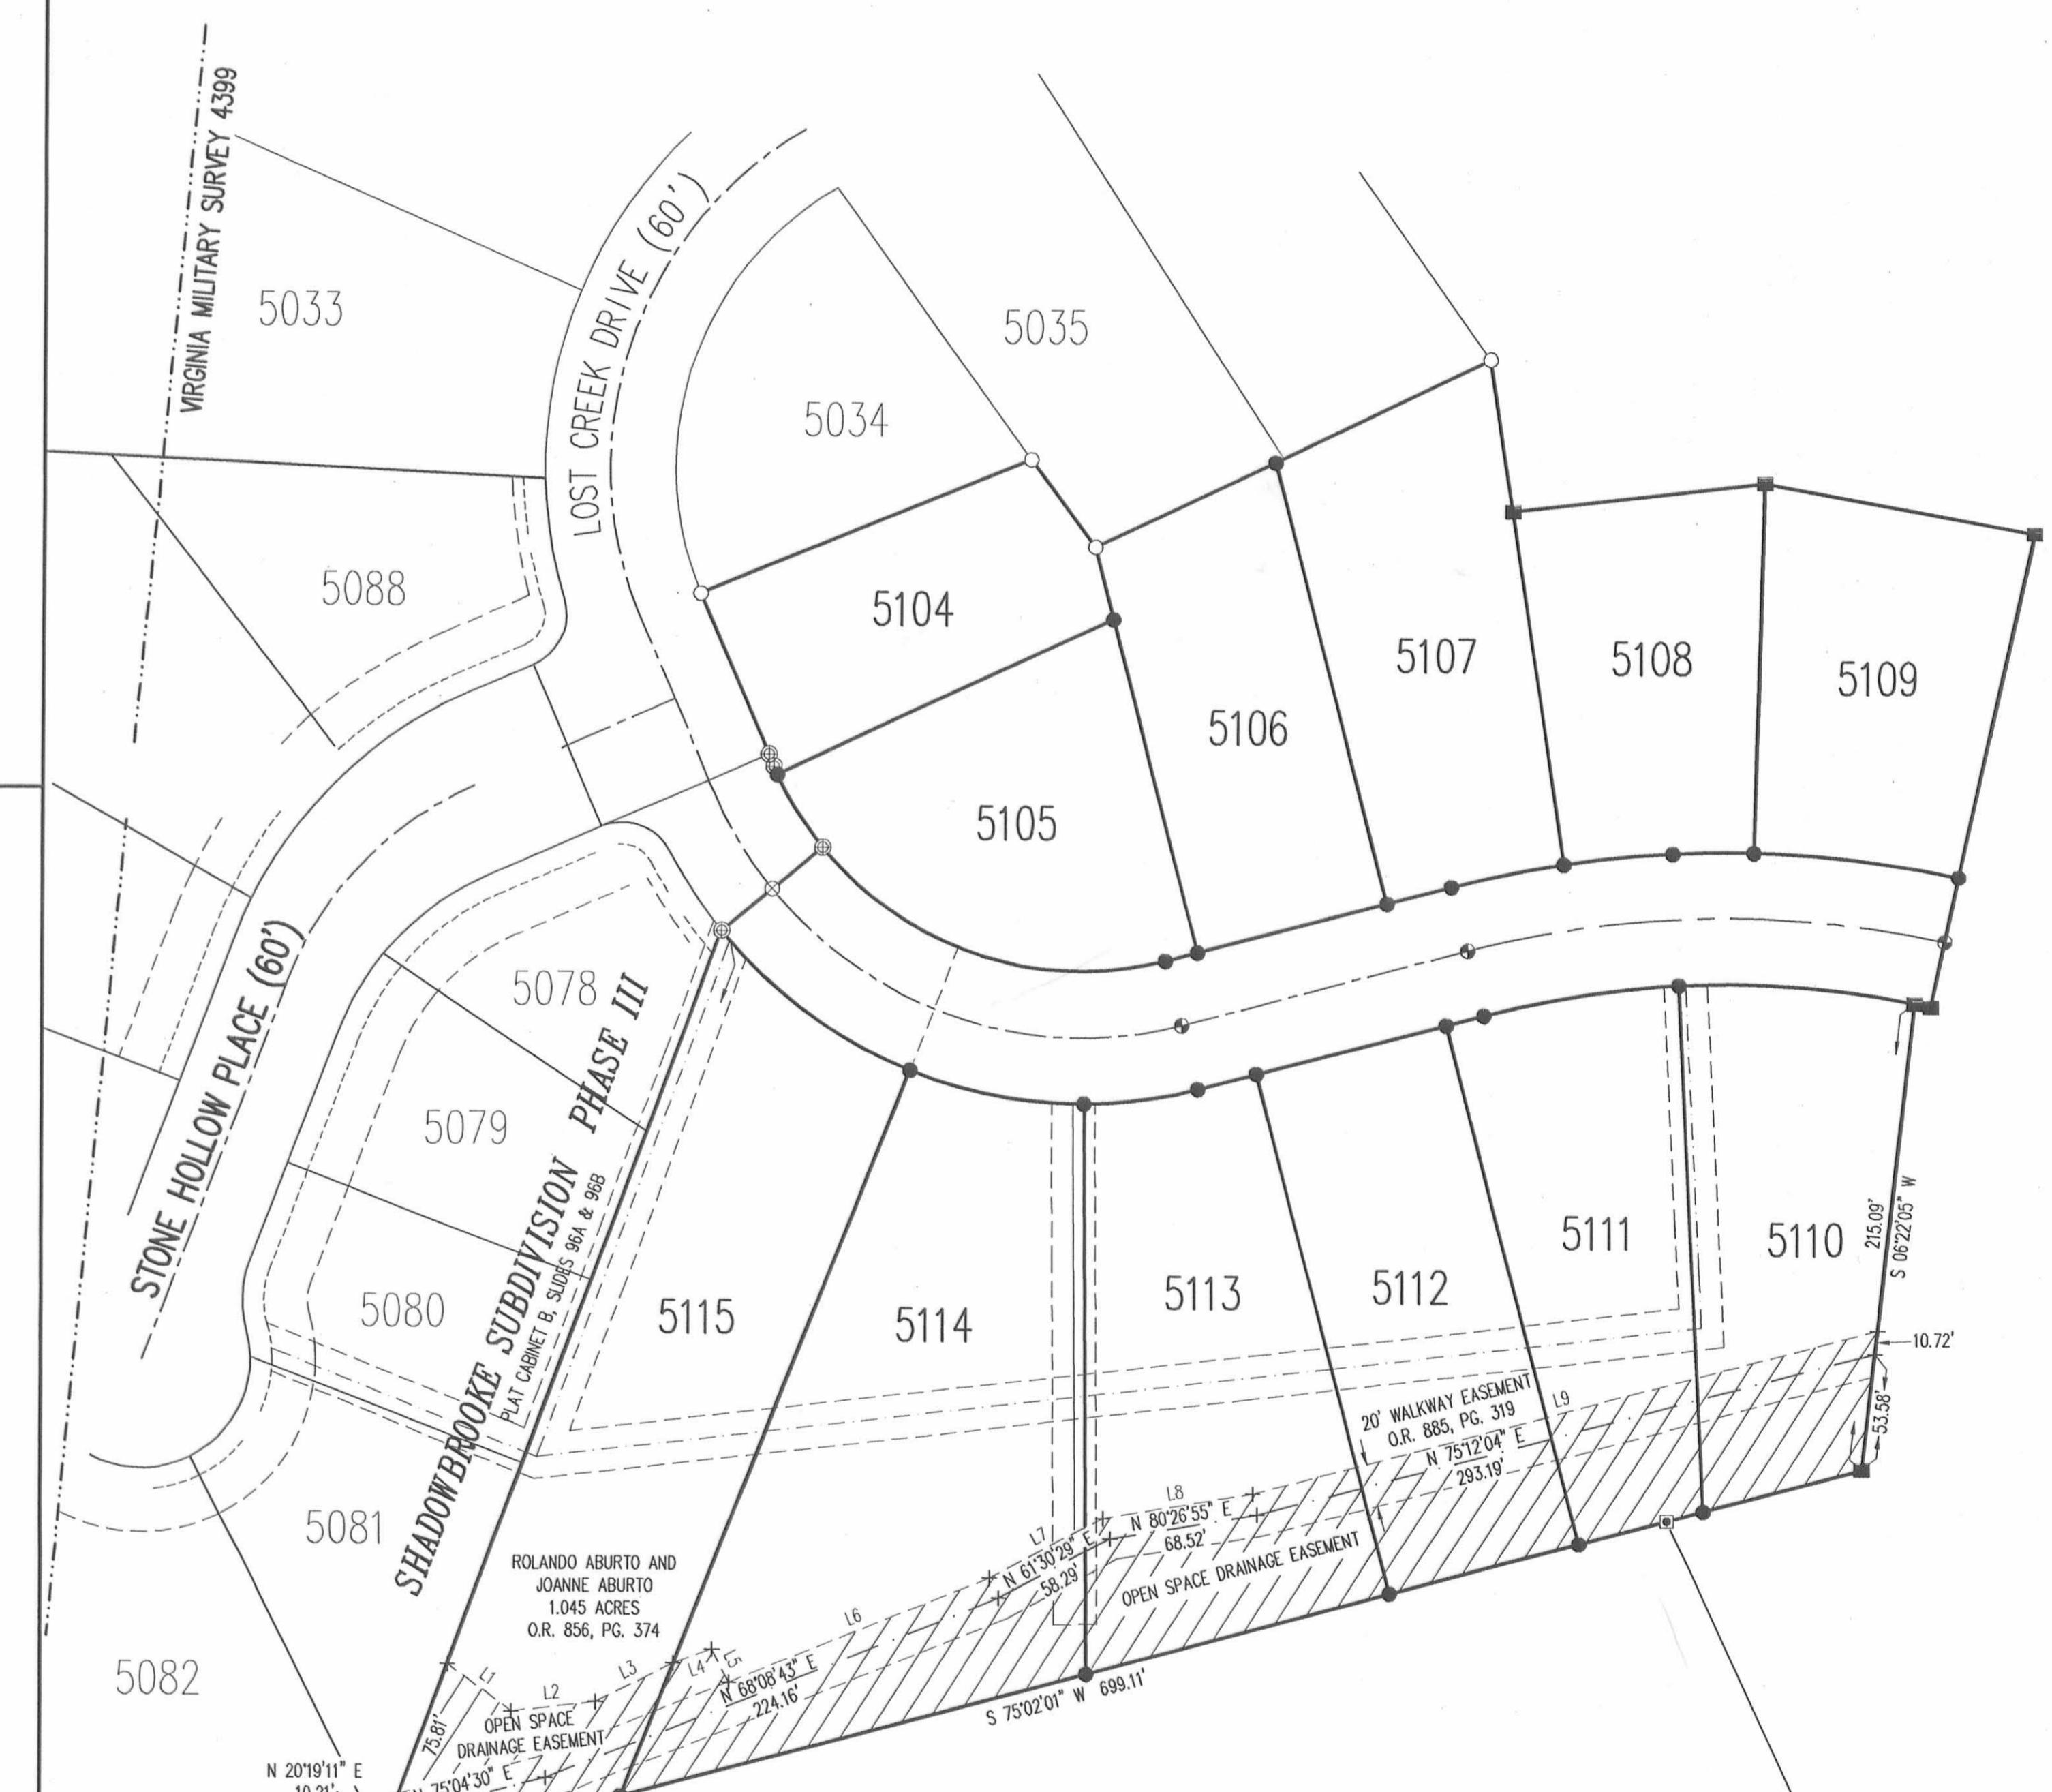 VIRGINIA MILITARY SURVEY 4399
5033
LOST CREEK DRIVE (60')
5034
5035
5088
5104
5105
5106
5107
5108
5109
STONE HOLLOW PLACE (60')
5078
5079
5080
5081
5082
SHADOWBROOKE SUBDIVISION PHASE III
PLAT CABINET B, SLIDES 96A & 96B
5115
5114
5113
5112
5111
5110
215.09'
S 06°22'05" W
10.72'
53.58'
20' WALKWAY EASEMENT
O.R. 885, PG. 319
L9
N 75°12'04" E
293.19'
L8
N 80°26'55" E
68.52'
L7
N 61°30'29" E
58.29'
OPEN SPACE DRAINAGE EASEMENT
ROLANDO ABURTO AND
JOANNE ABURTO
1.045 ACRES
O.R. 856, PG. 374
L6
L5
L4
L3
L2
L1
N 68°08'43" E
224.16'
S 75°02'01" W 699.11'
OPEN SPACE
DRAINAGE EASEMENT
75.81'
N 75°04'30" E
N 20°19'11" E